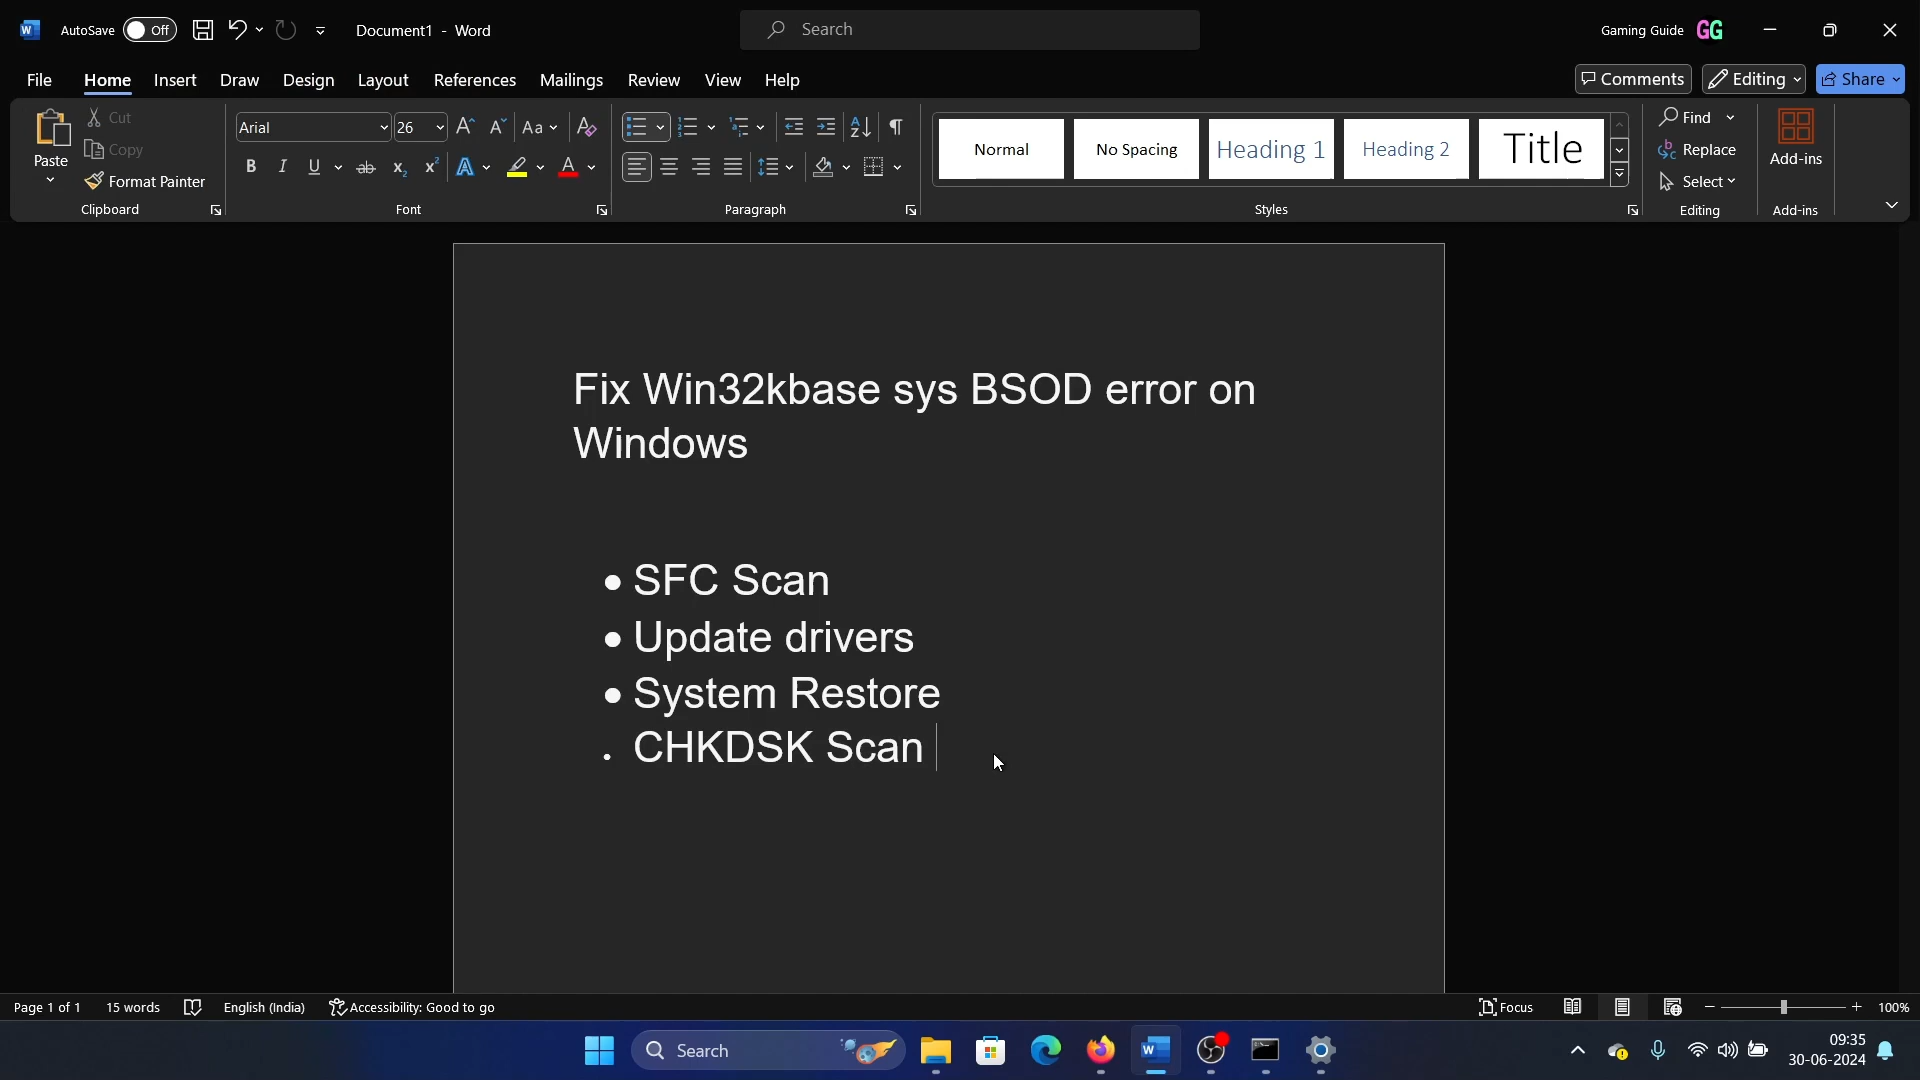 AutoSave Off Document1 - Word Search Gaming Guide GG
File Home Insert Draw Design Layout References Mailings Review View Help Comments Editing Share
Paste Cut Copy Format Painter Clipboard
Arial 26 Aa
B I U ab x₂ x² A A
Font
Paragraph
Normal No Spacing Heading 1 Heading 2 Title
Styles
Find
Replace
Select
Editing
Add-ins
Add-ins
Fix Win32kbase sys BSOD error on
Windows
• SFC Scan
• Update drivers
• System Restore
• CHKDSK Scan
Page 1 of 1 15 words English (India) Accessibility: Good to go Focus 100%
Search 09:35
30-06-2024